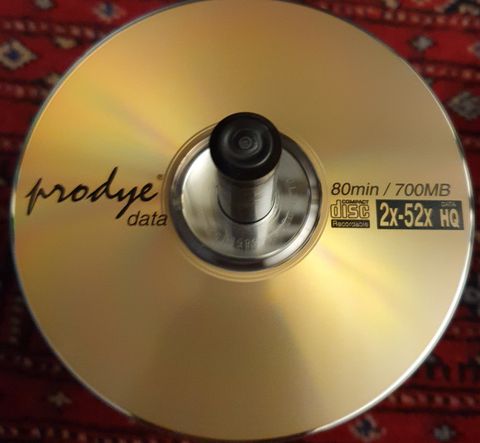 prodye®
data
80min / 700MB
COMPACT
disc
Recordable
2x-52x
DATA
HQ